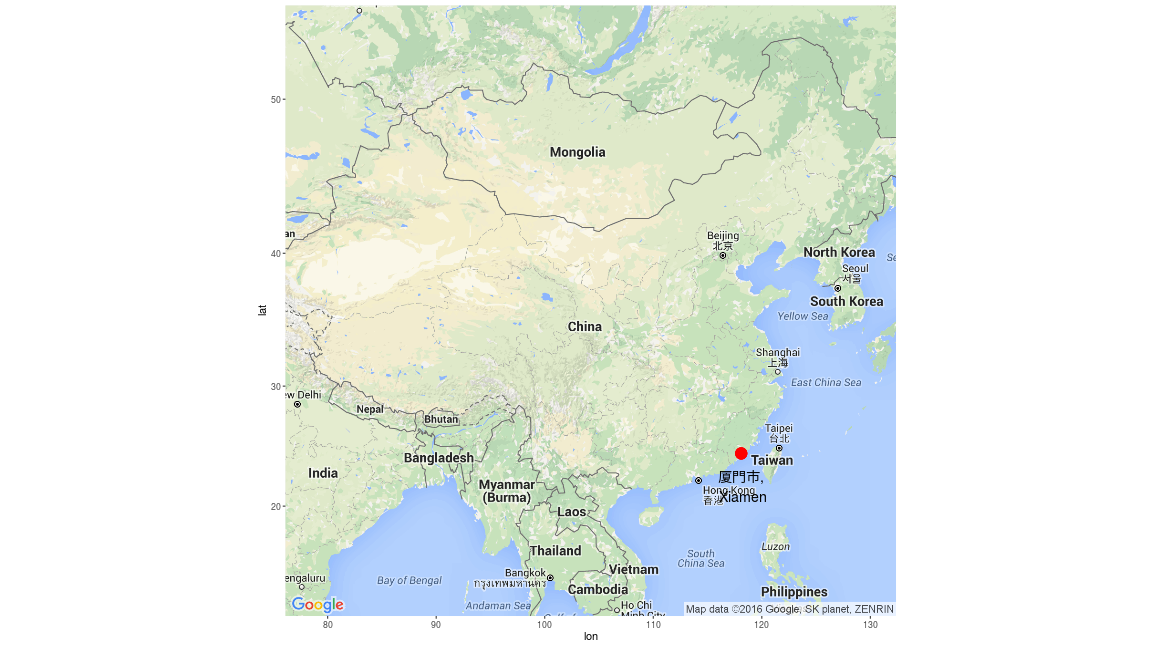 50
Mongolia
Beijing
北京
an
40
North Korea
Se
Seoul
서울
South Korea
Yellow Sea
lat
China
Shanghai
上海
East China Sea
30
ew Delhi
Nepal
Bhutan
Taipei
台北
Bangladesh
Taiwan
India
廈門市,
Xiamen
Myanmar
(Burma)
Hong Kong
香港
20
Laos
Luzon
Thailand
South
China Sea
Vietnam
Bangkok
กรุงเทพมหานคร
engaluru
Bay of Bengal
Cambodia
Philippines
Andaman Sea
Ho Chi
Minh City
Google
Map data ©2016 Google, SK planet, ZENRIN
80
90
100
110
120
130
lon